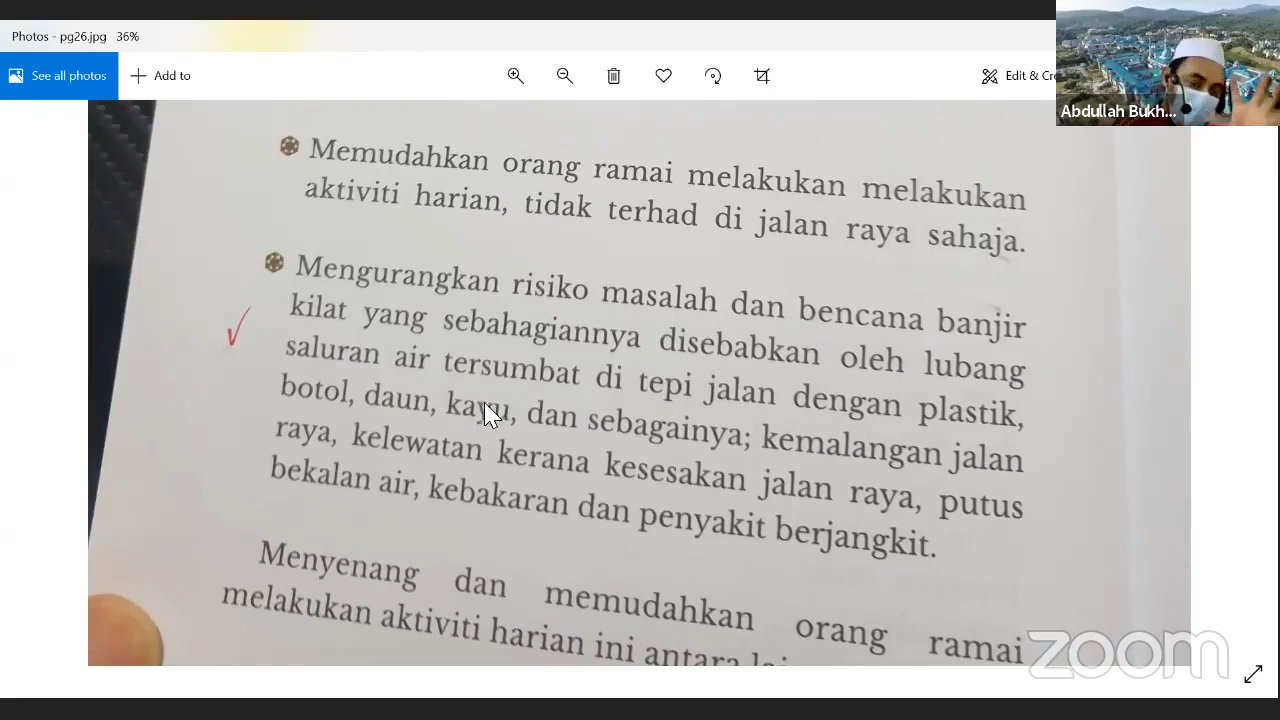 Photos - pg26.jpg 36%
See all photos
Add to
Edit & Cre
Abdullah Bukh...
Memudahkan orang ramai melakukan melakukan
aktiviti harian, tidak terhad di jalan raya sahaja.
Mengurangkan risiko masalah dan bencana banjir
kilat yang sebahagiannya disebabkan oleh lubang
saluran air tersumbat di tepi jalan dengan plastik,
botol, daun, kayu, dan sebagainya; kemalangan jalan
raya, kelewatan kerana kesesakan jalan raya, putus
bekalan air, kebakaran dan penyakit berjangkit.
Menyenang dan memudahkan orang ramai
melakukan aktiviti harian ini antara
zoom